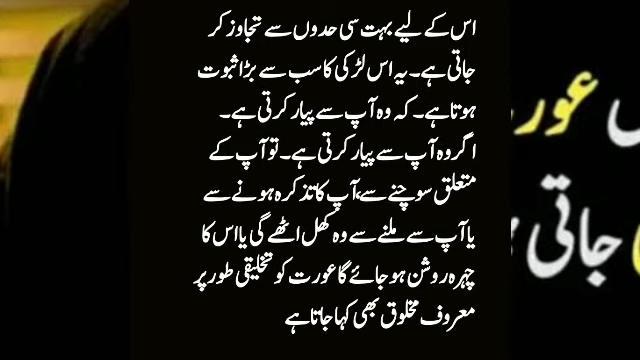 اس کے لیے بہت سی حدوں سے تجاوز کر
جاتی ہے۔ یہ اس لڑکی کا سب سے بڑا ثبوت
ہوتا ہے۔ کہ وہ آپ سے پیار کرتی ہے۔
اگر وہ آپ سے پیار کرتی ہے۔ تو آپ کے
متعلق سوچنے سے،آپ کا تذکرہ ہونے سے
یا آپ سے ملنے سے وہ کھل اٹھے گی یا اس کا
چہرہ روشن ہو جائے گا عورت کو تخلیقی طور پر
معروف مخلوق بھی کہا جاتا ہے
جاتی